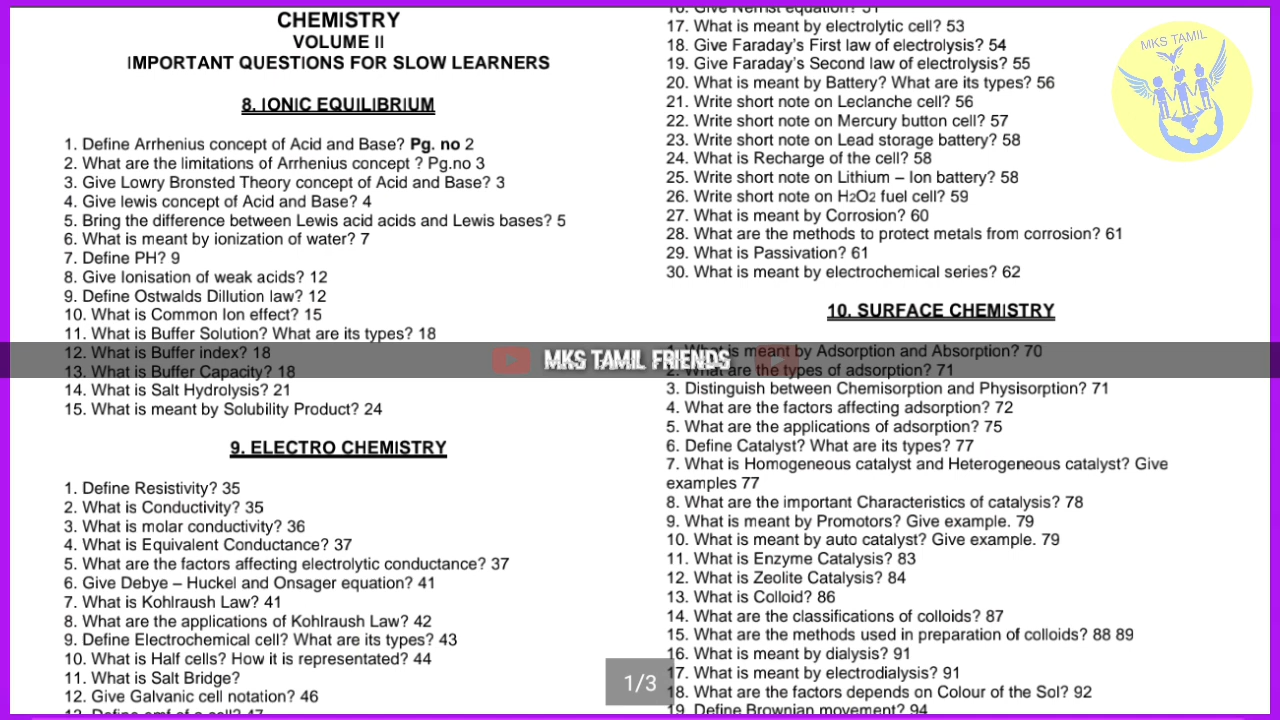 CHEMISTRY
VOLUME II
IMPORTANT QUESTIONS FOR SLOW LEARNERS
8. IONIC EQUILIBRIUM
1. Define Arrhenius concept of Acid and Base? Pg. no 2
2. What are the limitations of Arrhenius concept ? Pg.no 3
3. Give Lowry Bronsted Theory concept of Acid and Base? 3
4. Give lewis concept of Acid and Base? 4
5. Bring the difference between Lewis acid acids and Lewis bases? 5
6. What is meant by ionization of water? 7
7. Define PH? 9
8. Give Ionisation of weak acids? 12
9. Define Ostwalds Dillution law? 12
10. What is Common Ion effect? 15
11. What is Buffer Solution? What are its types? 18
12. What is Buffer index? 18
13. What is Buffer Capacity? 18
14. What is Salt Hydrolysis? 21
15. What is meant by Solubility Product? 24
9. ELECTRO CHEMISTRY
1. Define Resistivity? 35
2. What is Conductivity? 35
3. What is molar conductivity? 36
4. What is Equivalent Conductance? 37
5. What are the factors affecting electrolytic conductance? 37
6. Give Debye – Huckel and Onsager equation? 41
7. What is Kohlraush Law? 41
8. What are the applications of Kohlraush Law? 42
9. Define Electrochemical cell? What are its types? 43
10. What is Half cells? How it is representated? 44
11. What is Salt Bridge?
12. Give Galvanic cell notation? 46
13. Define emf of a cell? 47
16. Give Nernst equation? 51
17. What is meant by electrolytic cell? 53
18. Give Faraday's First law of electrolysis? 54
19. Give Faraday's Second law of electrolysis? 55
20. What is meant by Battery? What are its types? 56
21. Write short note on Leclanche cell? 56
22. Write short note on Mercury button cell? 57
23. Write short note on Lead storage battery? 58
24. What is Recharge of the cell? 58
25. Write short note on Lithium – Ion battery? 58
26. Write short note on H2O2 fuel cell? 59
27. What is meant by Corrosion? 60
28. What are the methods to protect metals from corrosion? 61
29. What is Passivation? 61
30. What is meant by electrochemical series? 62
10. SURFACE CHEMISTRY
1. What is meant by Adsorption and Absorption? 70
2. What are the types of adsorption? 71
3. Distinguish between Chemisorption and Physisorption? 71
4. What are the factors affecting adsorption? 72
5. What are the applications of adsorption? 75
6. Define Catalyst? What are its types? 77
7. What is Homogeneous catalyst and Heterogeneous catalyst? Give
examples 77
8. What are the important Characteristics of catalysis? 78
9. What is meant by Promotors? Give example. 79
10. What is meant by auto catalyst? Give example. 79
11. What is Enzyme Catalysis? 83
12. What is Zeolite Catalysis? 84
13. What is Colloid? 86
14. What are the classifications of colloids? 87
15. What are the methods used in preparation of colloids? 88 89
16. What is meant by dialysis? 91
17. What is meant by electrodialysis? 91
18. What are the factors depends on Colour of the Sol? 92
19. Define Brownian movement? 94
MKS TAMIL
MKS TAMIL FRIENDS
1/3